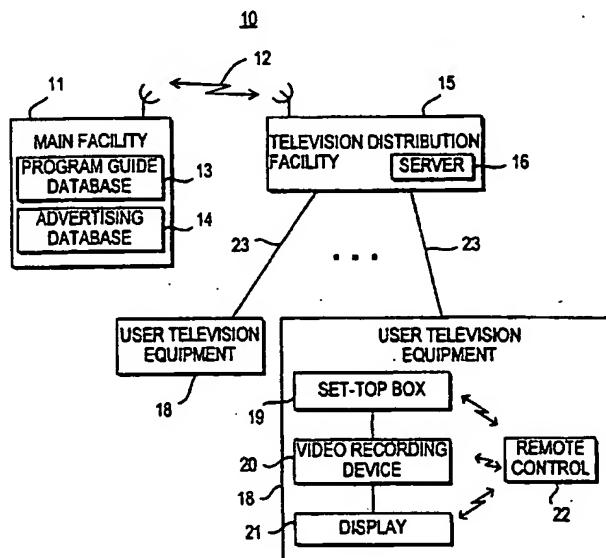 10
12
11
15
MAIN FACILITY
PROGRAM GUIDE
DATABASE
13
ADVERTISING
DATABASE
14
TELEVISION DISTRIBUTION
FACILITY
SERVER
16
23
23
USER TELEVISION
EQUIPMENT
18
USER TELEVISION
EQUIPMENT
SET-TOP BOX
19
VIDEO RECORDING
DEVICE
20
REMOTE
CONTROL
22
18
DISPLAY
21